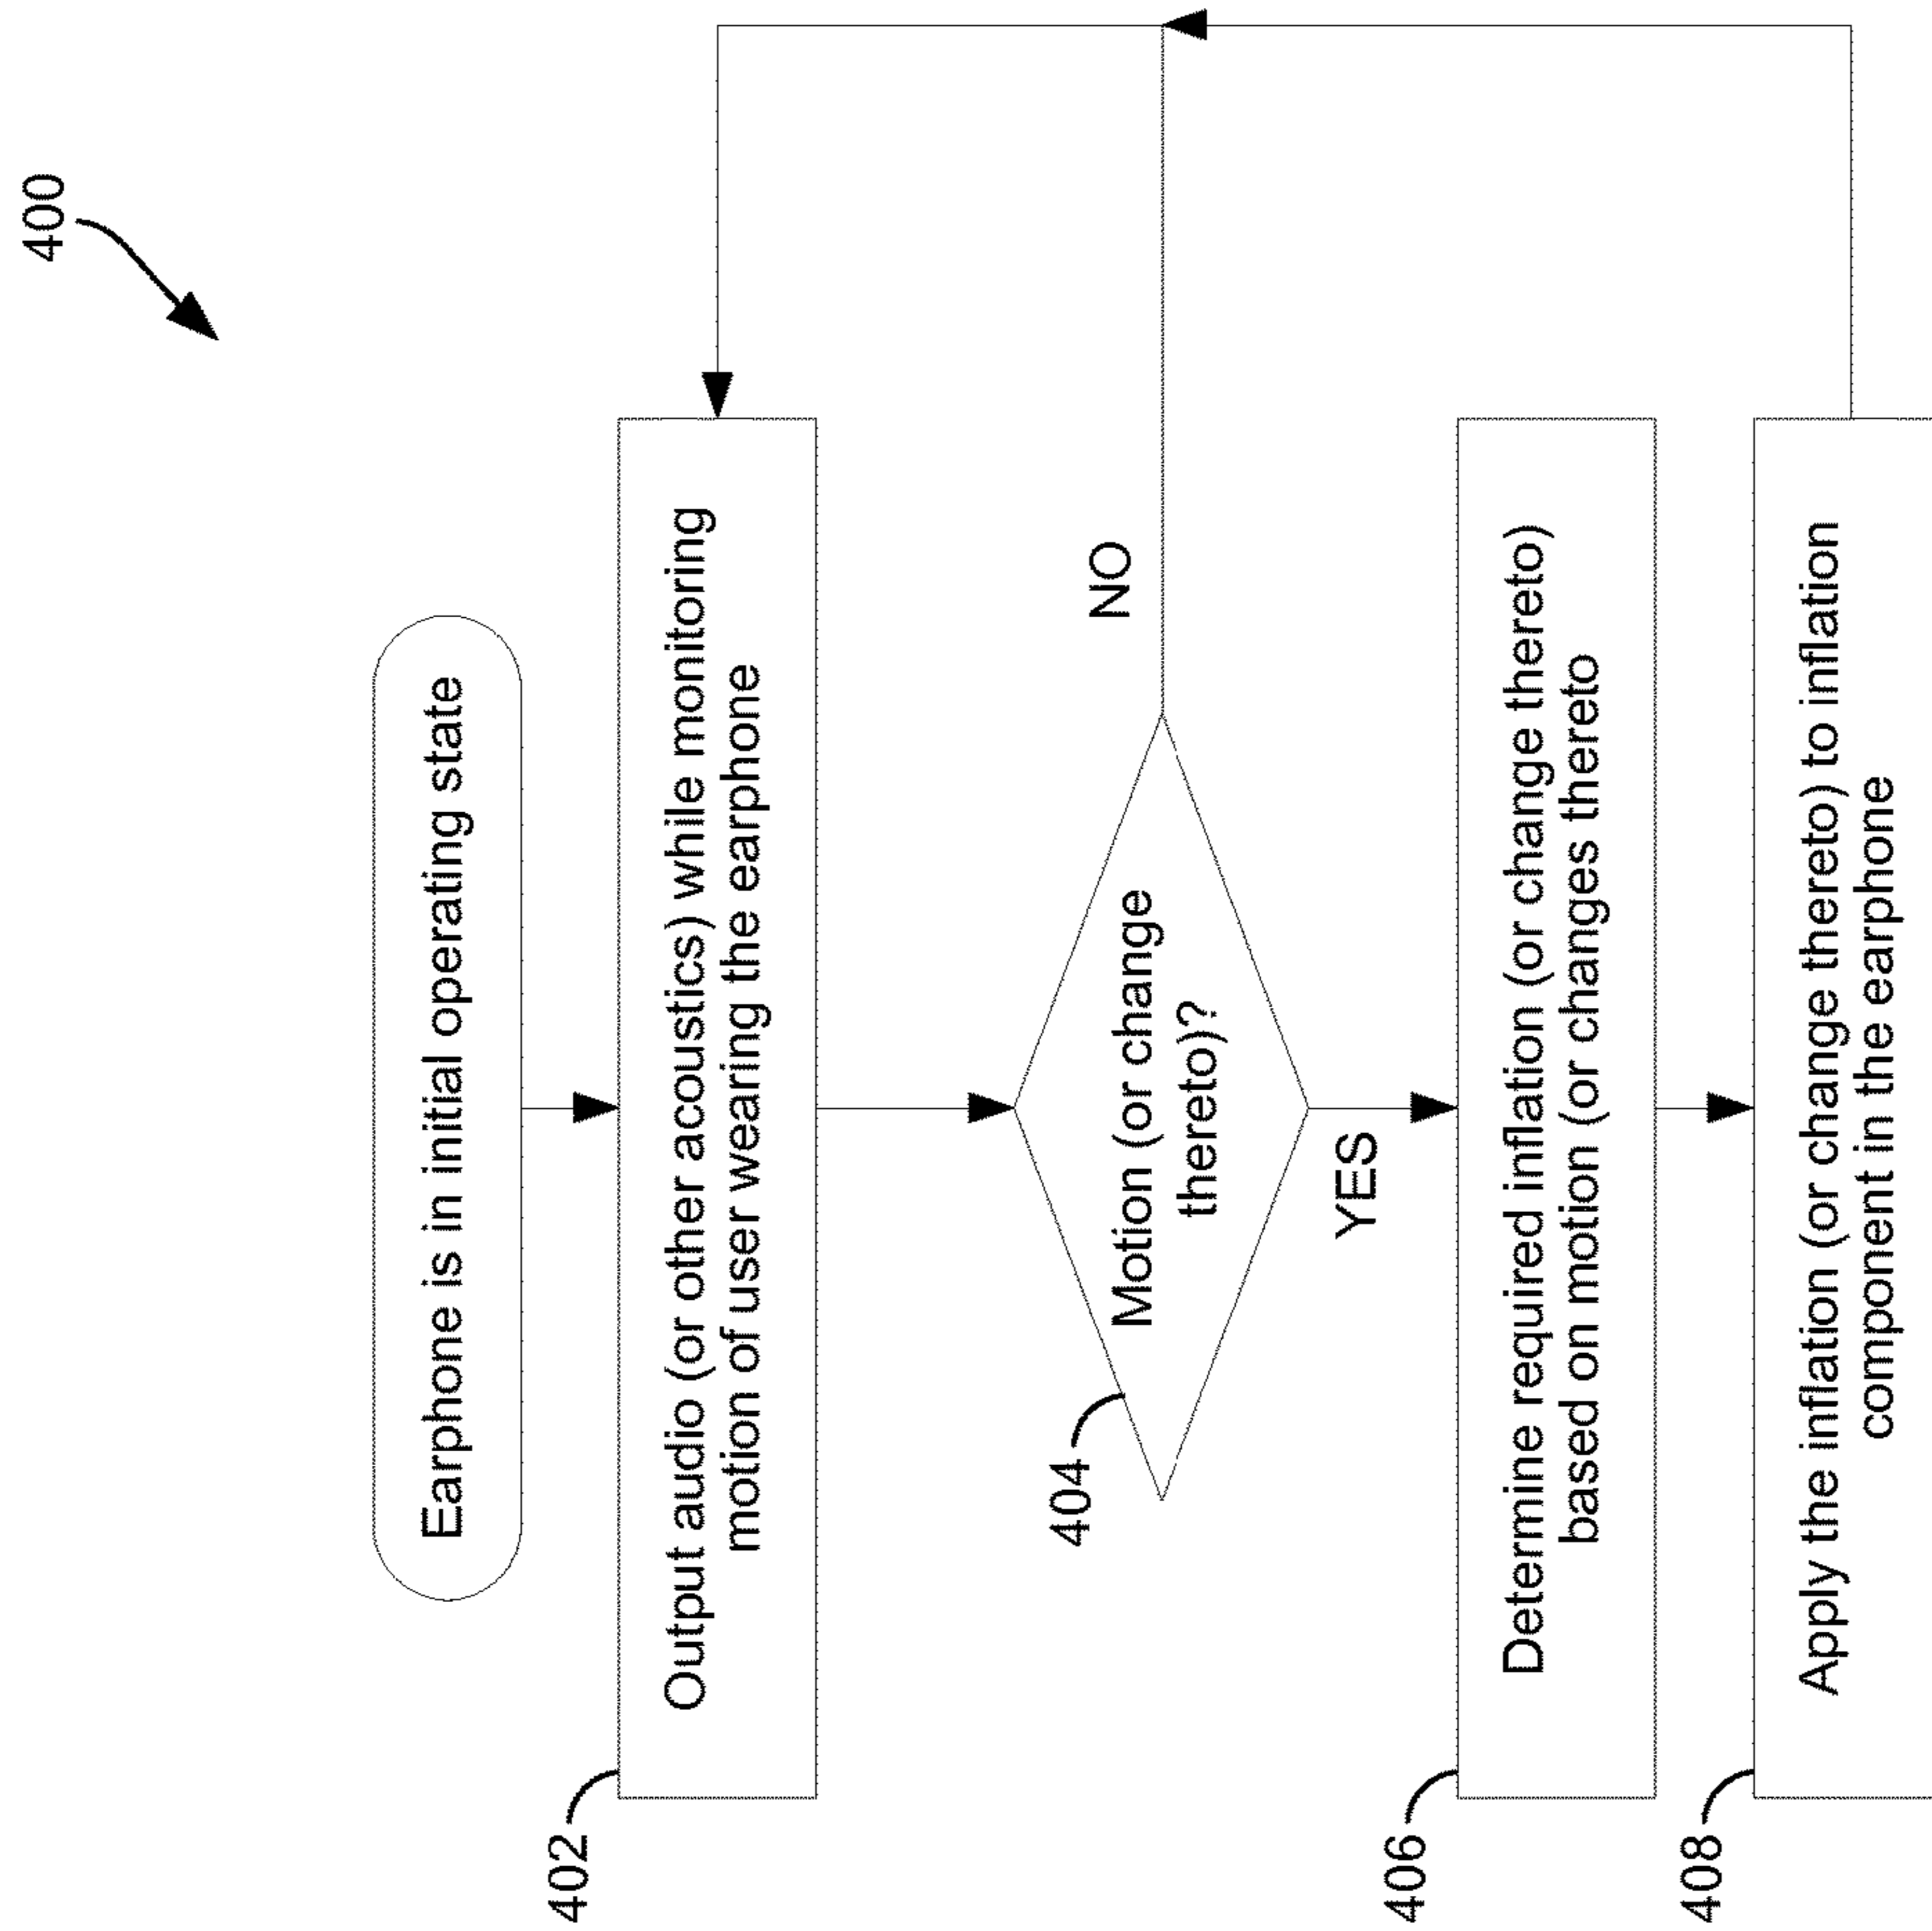 400
Earphone is in initial operating state
402
Output audio (or other acoustics) while monitoring
motion of user wearing the earphone
404
Motion (or change
thereto)?
NO
YES
406
Determine required inflation (or change thereto)
based on motion (or changes thereto
408
Apply the inflation (or change thereto) to inflation
component in the earphone